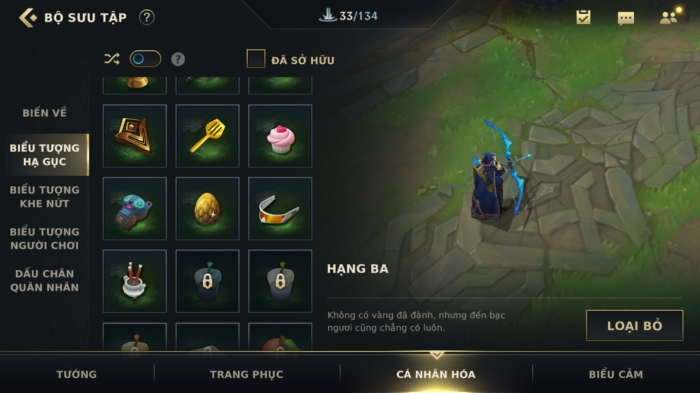 BỘ SƯU TẬP ?
33/134
? ĐÃ SỞ HỮU
BIẾN VỀ
BIỂU TƯỢNG
HẠ GỤC
BIỂU TƯỢNG
KHE NỨT
BIỂU TƯỢNG
NGƯỜI CHƠI
DẤU CHÂN
QUÂN NHÂN
HẠNG BA
Không có vàng đã đành, nhưng đến bạc
ngươi cũng chẳng có luôn.
LOẠI BỎ
TƯỚNG
TRANG PHỤC
CÁ NHÂN HÓA
BIỂU CẢM